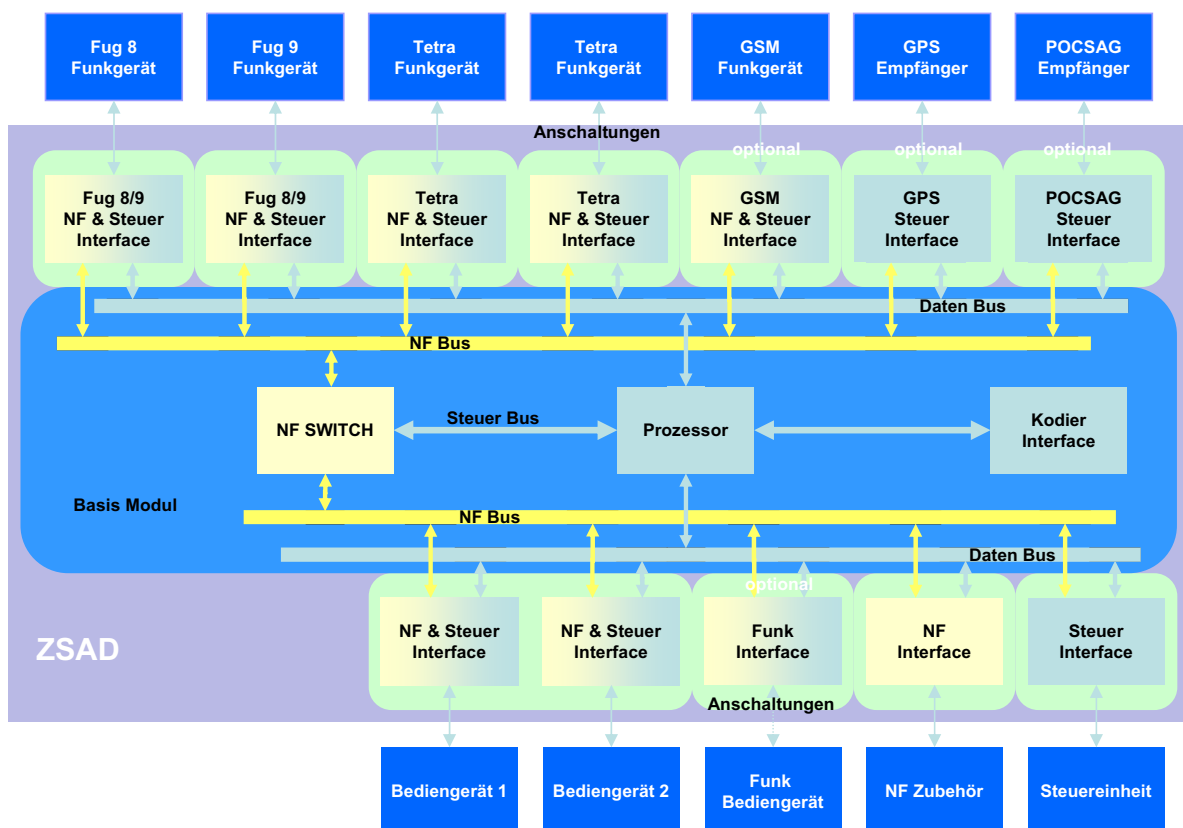 Fug 8
Funkgerät
Fug 9
Funkgerät
Tetra
Funkgerät
Tetra
Funkgerät
GSM
Funkgerät
GPS
Empfänger
POCSAG
Empfänger
Anschaltungen
optional
optional
optional
Fug 8/9
NF & Steuer
Interface
Fug 8/9
NF & Steuer
Interface
Tetra
NF & Steuer
Interface
Tetra
NF & Steuer
Interface
GSM
NF & Steuer
Interface
GPS
Steuer
Interface
POCSAG
Steuer
Interface
Daten Bus
NF Bus
NF SWITCH
Steuer Bus
Prozessor
Kodier
Interface
Basis Modul
NF Bus
Daten Bus
optional
ZSAD
NF & Steuer
Interface
NF & Steuer
Interface
Funk
Interface
NF
Interface
Steuer
Interface
Anschaltungen
Bediengerät 1
Bediengerät 2
Funk
Bediengerät
NF Zubehör
Steuereinheit